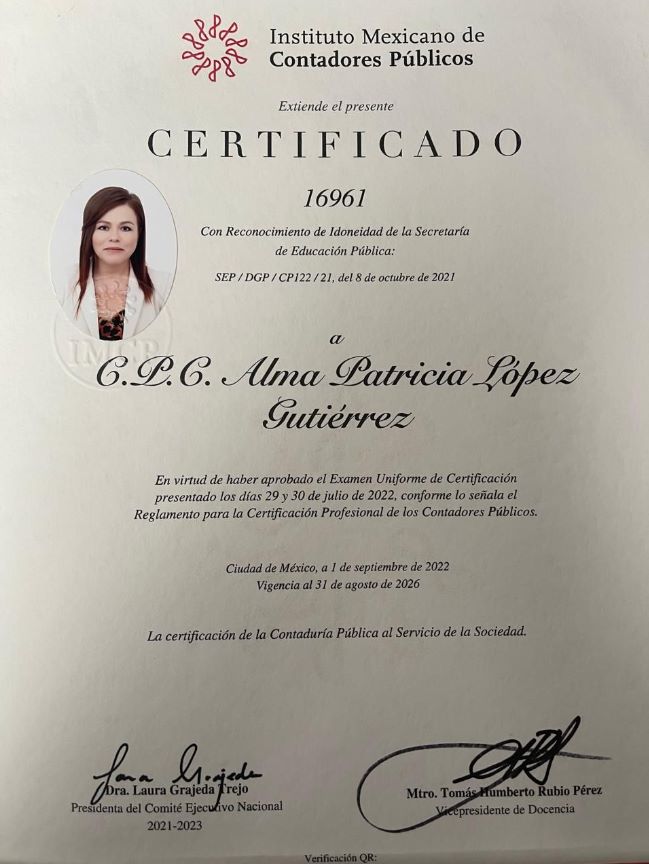 Instituto Mexicano de
Contadores Públicos
Extiende el presente
CERTIFICADO
16961
Con Reconocimiento de Idoneidad de la Secretaría
de Educación Pública:
SEP / DGP / CP122 / 21, del 8 de octubre de 2021
IMCP
a
C.P.C. Alma Patricia López
Gutiérrez
En virtud de haber aprobado el Examen Uniforme de Certificación
presentado los días 29 y 30 de julio de 2022, conforme lo señala el
Reglamento para la Certificación Profesional de los Contadores Públicos.
Ciudad de México, a 1 de septiembre de 2022
Vigencia al 31 de agosto de 2026
La certificación de la Contaduría Pública al Servicio de la Sociedad.
Lara Grajeda
Dra. Laura Grajeda Trejo
Presidenta del Comité Ejecutivo Nacional
2021-2023
Mtro. Tomás Humberto Rubio Pérez
Vicepresidente de Docencia
Verificación QR: